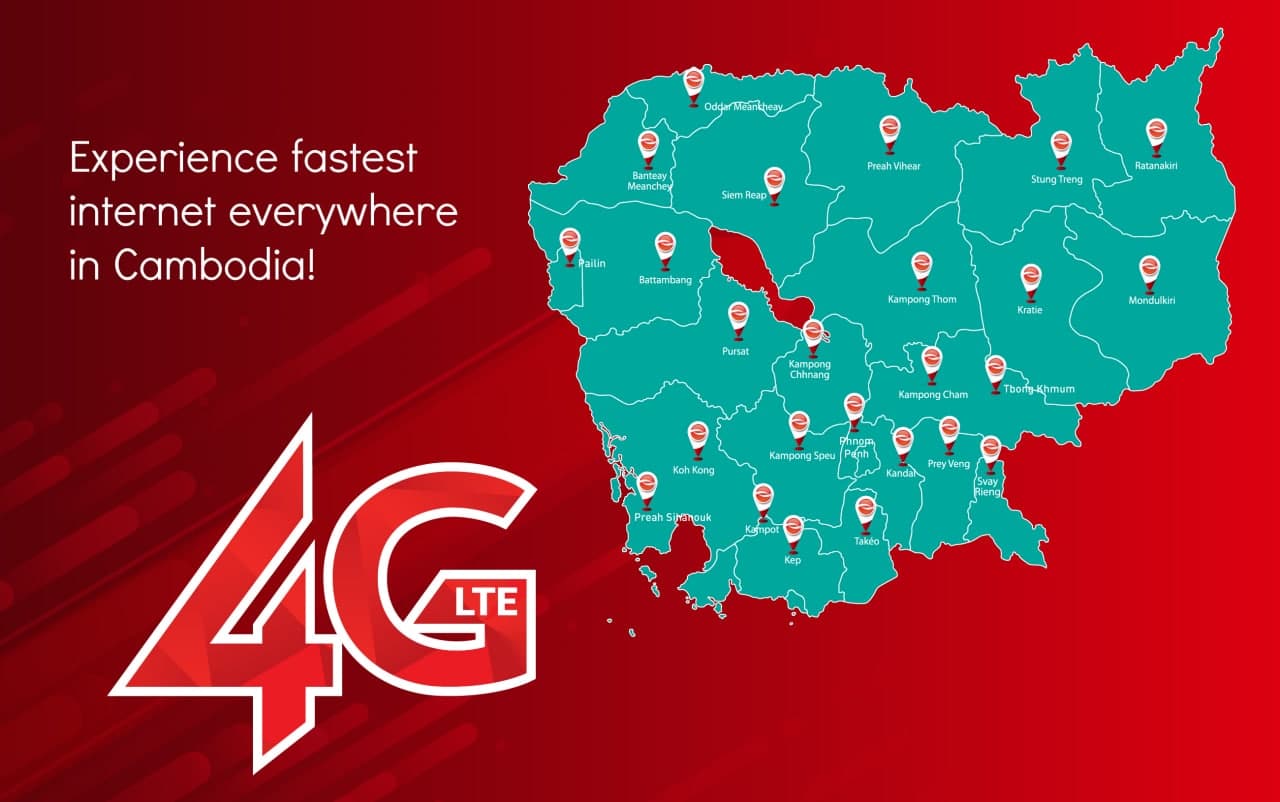 Experience fastest
internet everywhere
in Cambodia!
4G
LTE
Oddar Meancheay
Banteay
Meanchey
Siem Reap
Preah Vihear
Stung Treng
Ratanakiri
Pailin
Battambang
Kampong Thom
Kratie
Mondulkiri
Pursat
Kampong
Chhnang
Kampong Cham
Tbong Khmum
Koh Kong
Kampong Speu
Phnom
Penh
Kandal
Prey Veng
Svay
Rieng
Preah Sihanouk
Kampot
Kep
Takéo